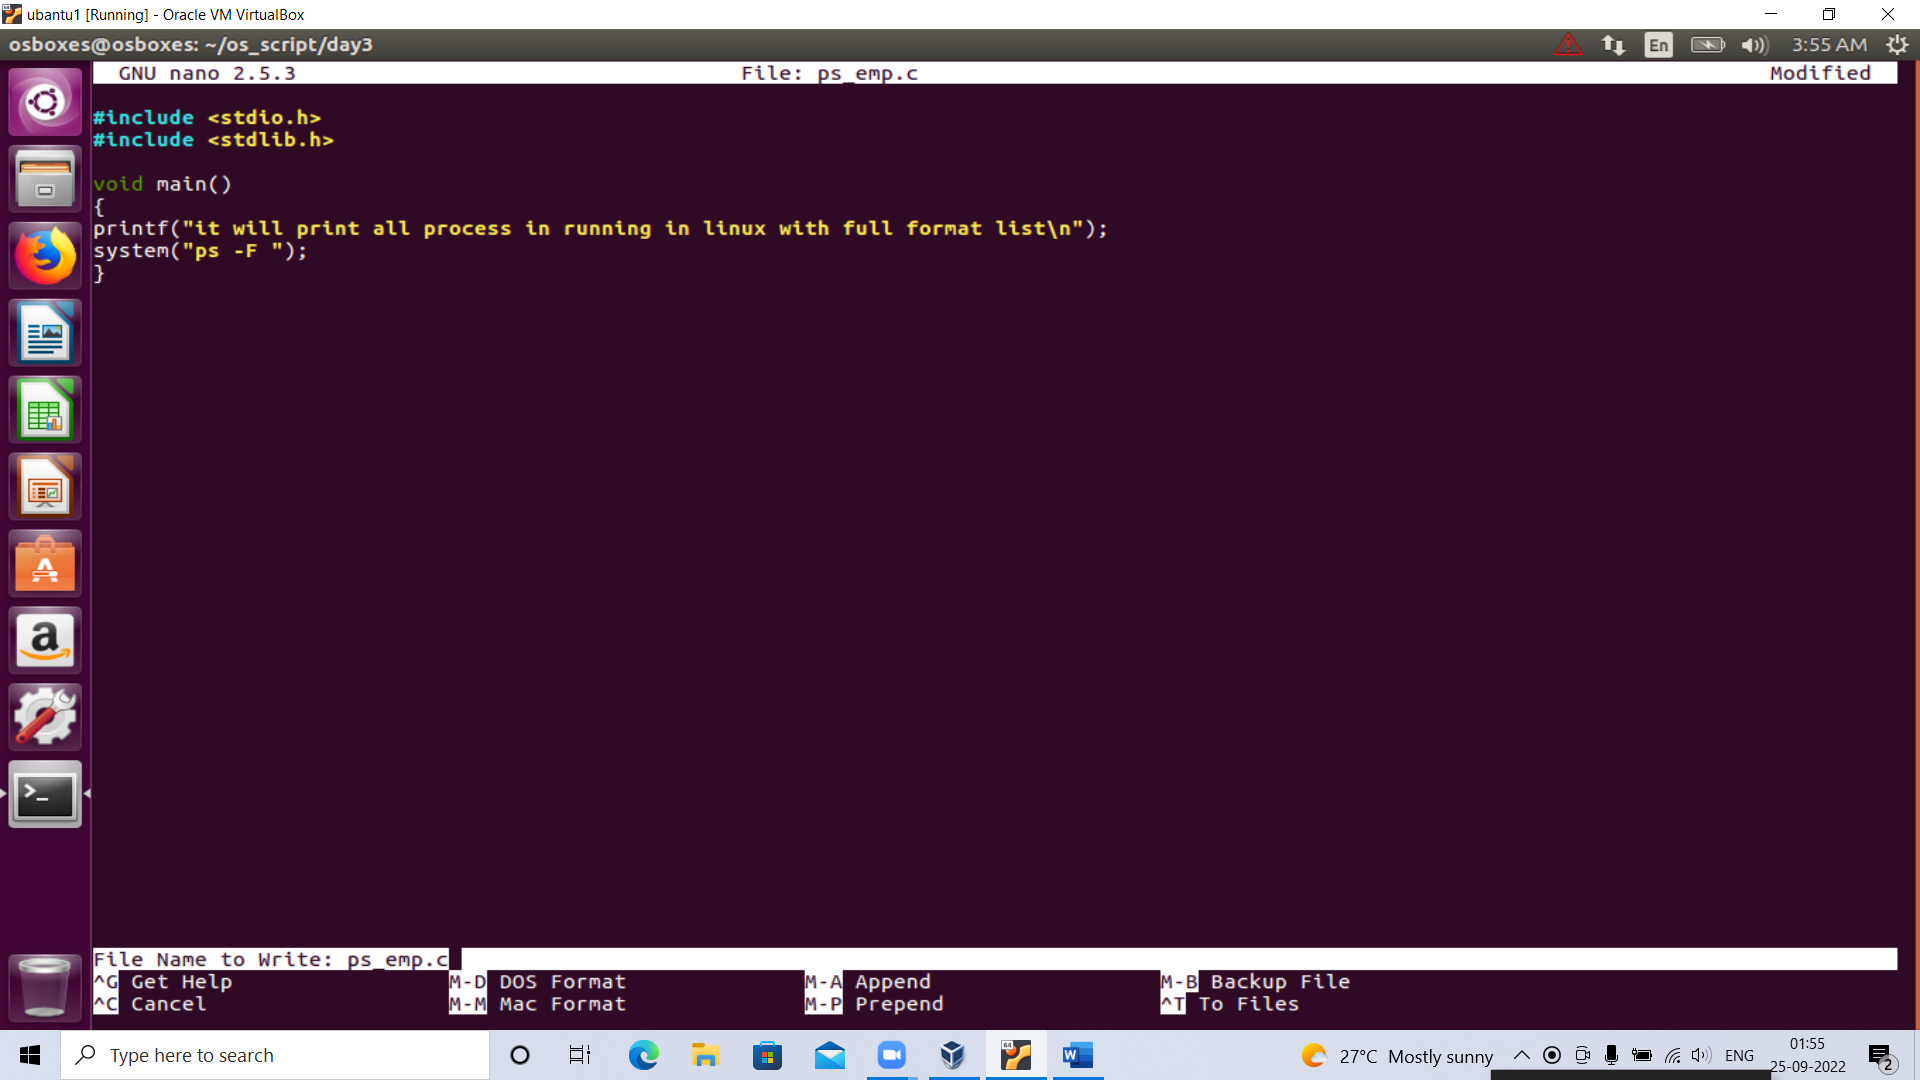 ubantu1 [Running] - Oracle VM VirtualBox
osboxes@osboxes: ~/os_script/day3
En
3:55 AM
GNU nano 2.5.3
File: ps_emp.c
Modified
#include <stdio.h>
#include <stdlib.h>
void main()
{
printf("it will print all process in running in linux with full format list\n");
system("ps -F ");
}
File Name to Write: ps_emp.c
^G Get Help
M-D DOS Format
M-A Append
M-B Backup File
^C Cancel
M-M Mac Format
M-P Prepend
^T To Files
Type here to search
64
27°C Mostly sunny
ENG
01:55
25-09-2022
2